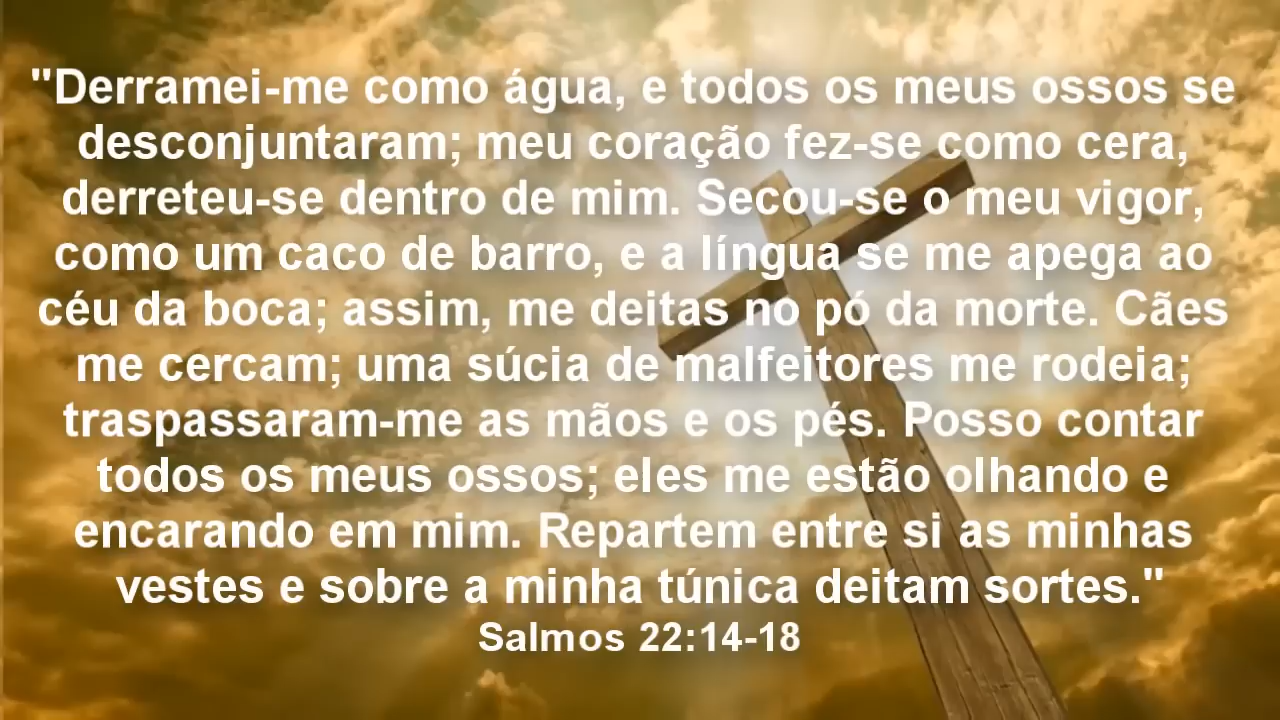 "Derramei-me como água, e todos os meus ossos se
desconjuntaram; meu coração fez-se como cera,
derreteu-se dentro de mim. Secou-se o meu vigor,
como um caco de barro, e a língua se me apega ao
céu da boca; assim, me deitas no pó da morte. Cães
me cercam; uma súcia de malfeitores me rodeia;
traspassaram-me as mãos e os pés. Posso contar
todos os meus ossos; eles me estão olhando e
encarando em mim. Repartem entre si as minhas
vestes e sobre a minha túnica deitam sortes."
Salmos 22:14-18